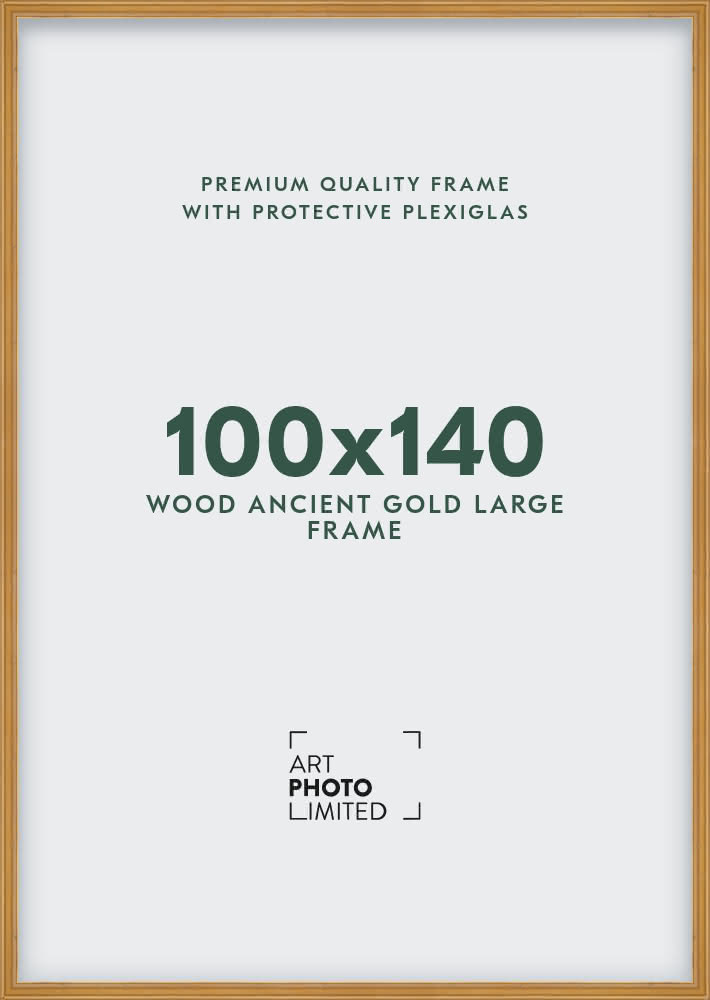 PREMIUM QUALITY FRAME
WITH PROTECTIVE PLEXIGLAS
100x140
WOOD ANCIENT GOLD LARGE
FRAME
ART
PHOTO
LIMITED